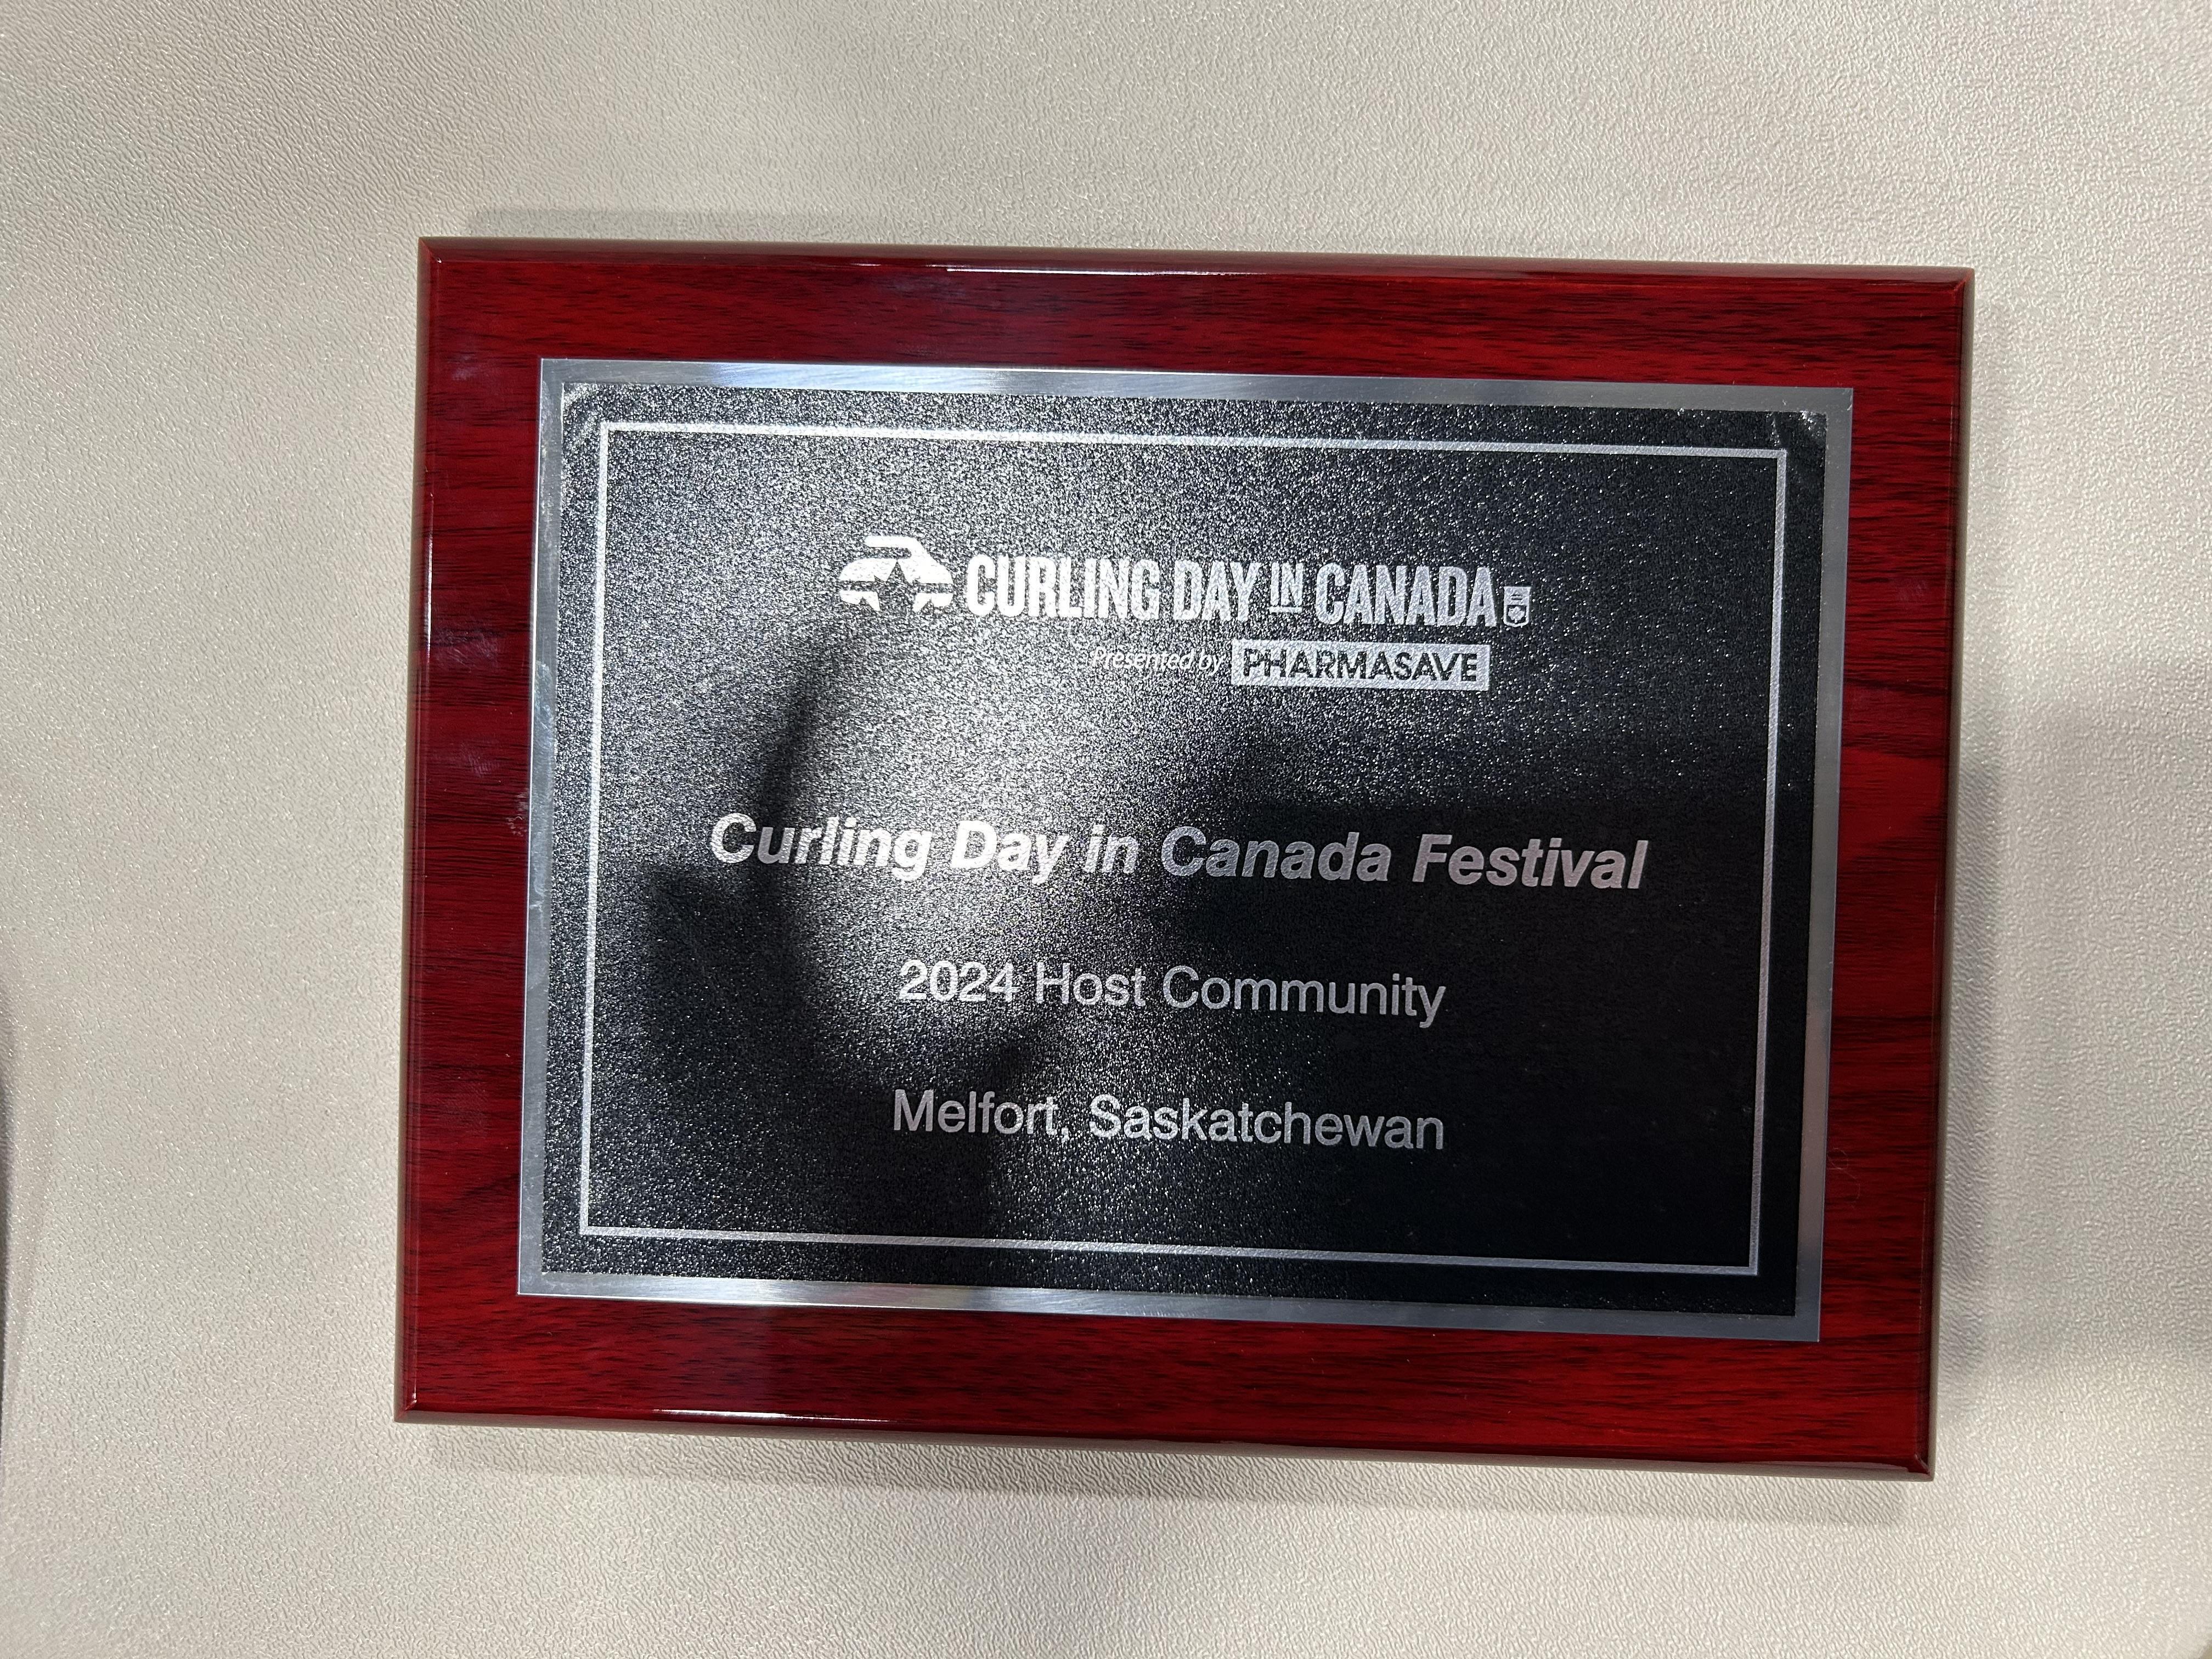 CURLING DAY IN CANADA
Presented by PHARMASAVE
Curling Day in Canada Festival
2024 Host Community
Melfort, Saskatchewan